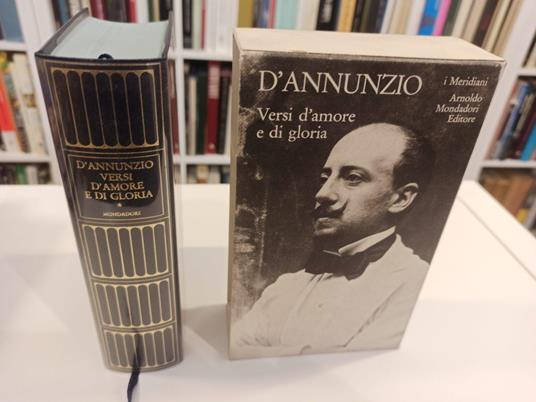 D'ANNUNZIO
VERSI
D'AMORE
E DI GLORIA
*
MONDADORI
D'ANNUNZIO
Versi d'amore
e di gloria
i Meridiani
Arnoldo
Mondadori
Editore